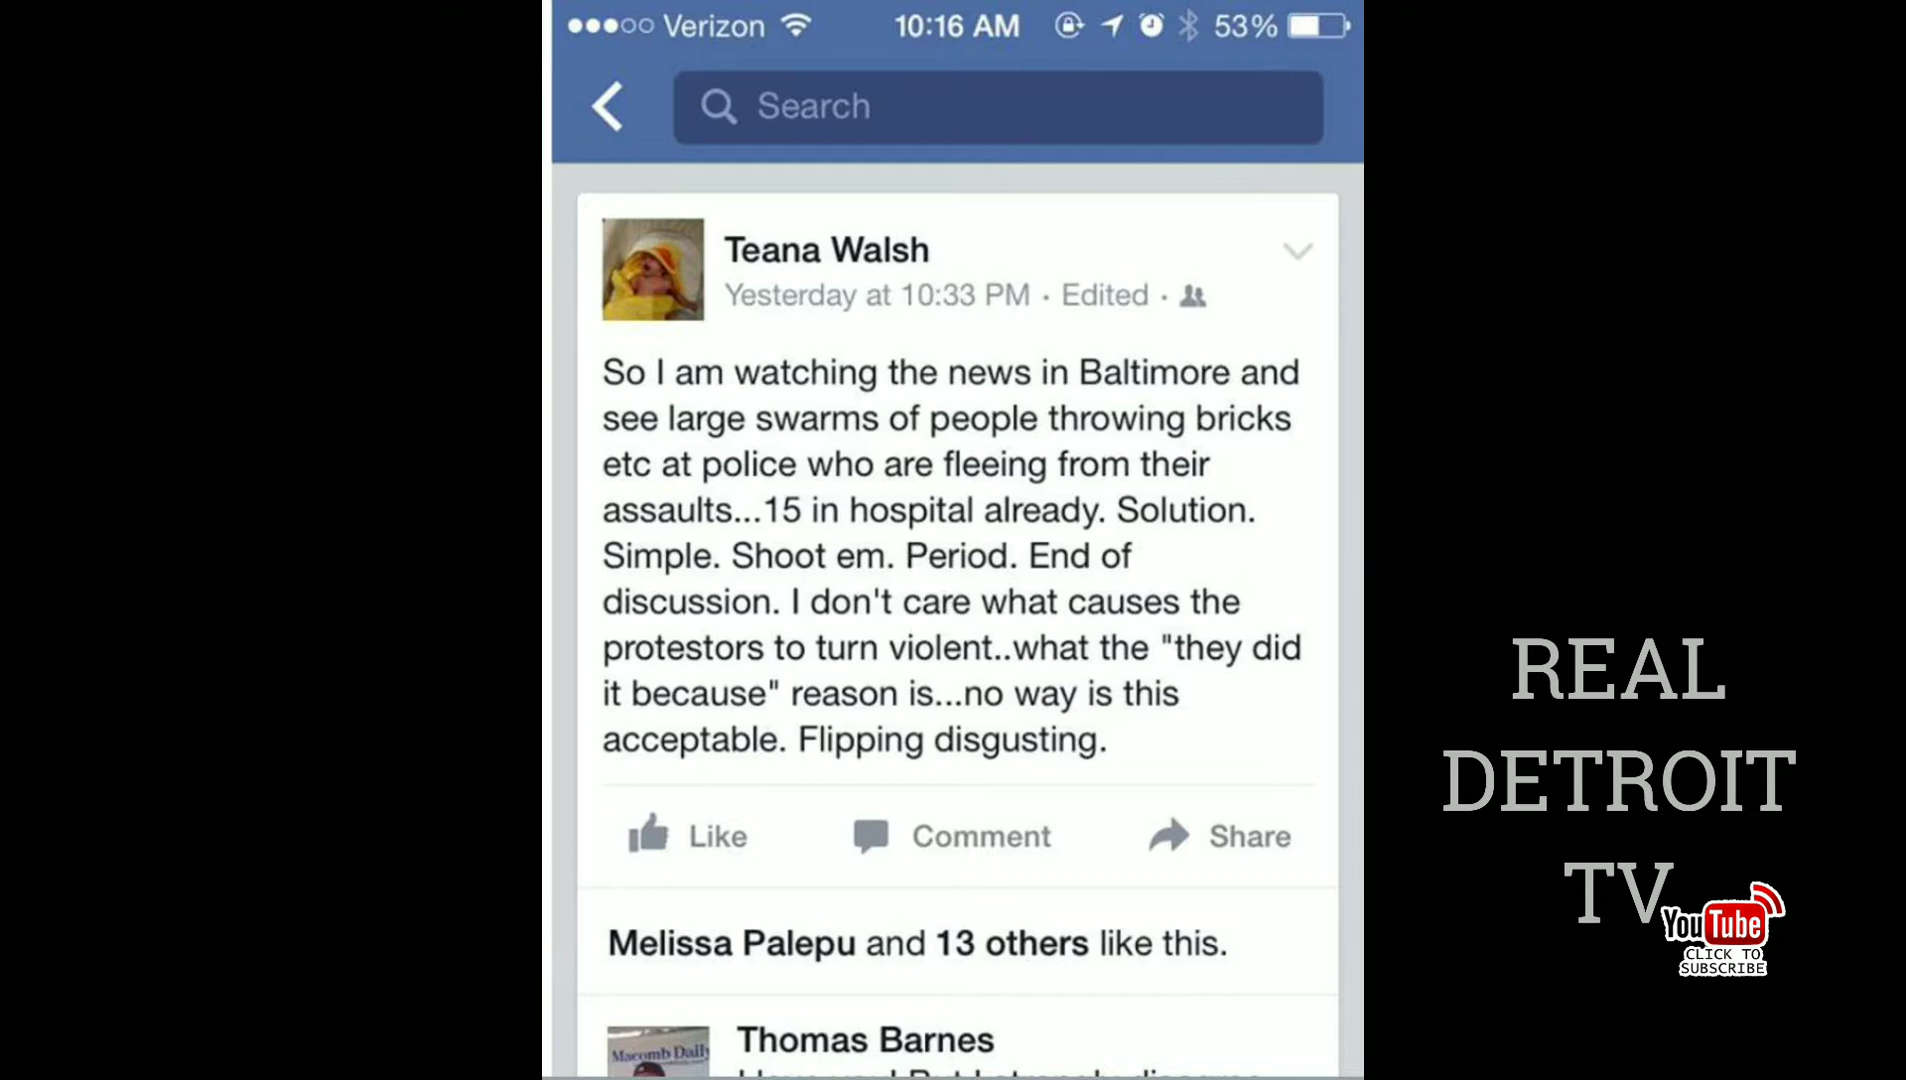 Verizon 10:16 AM 53%
Search
Teana Walsh
Yesterday at 10:33 PM · Edited ·
So I am watching the news in Baltimore and
see large swarms of people throwing bricks
etc at police who are fleeing from their
assaults...15 in hospital already. Solution.
Simple. Shoot em. Period. End of
discussion. I don't care what causes the
protestors to turn violent..what the "they did
it because" reason is...no way is this
acceptable. Flipping disgusting.
Like Comment Share
Melissa Palepu and 13 others like this.
Thomas Barnes
Macomb Daily
REAL
DETROIT
TV
YouTube
CLICK TO
SUBSCRIBE